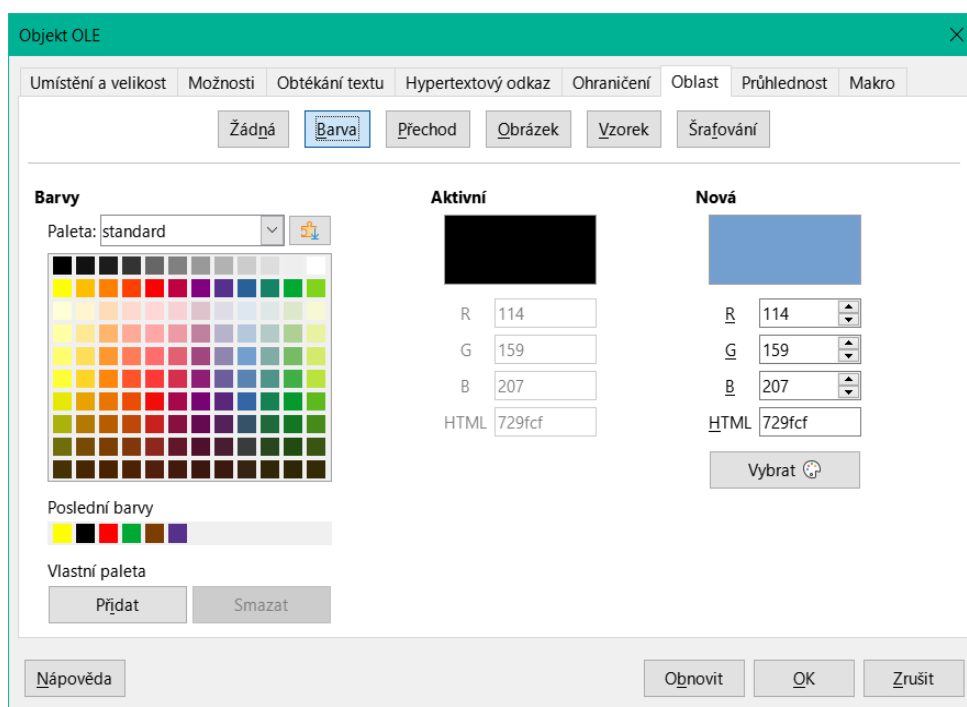 Objekt OLE
Umístění a velikost Možnosti Obtékání textu Hypertextový odkaz Ohraničení Oblast Průhlednost Makro
Žádná Barva Přechod Obrázek Vzorek Šrafování
Barvy Aktivní Nová
Paleta: standard
R 114 R 114
G 159 G 159
B 207 B 207
HTML 729fcf HTML 729fcf
Vybrat
Poslední barvy
Vlastní paleta
Přidat Smazat
Nápověda Obnovit OK Zrušit